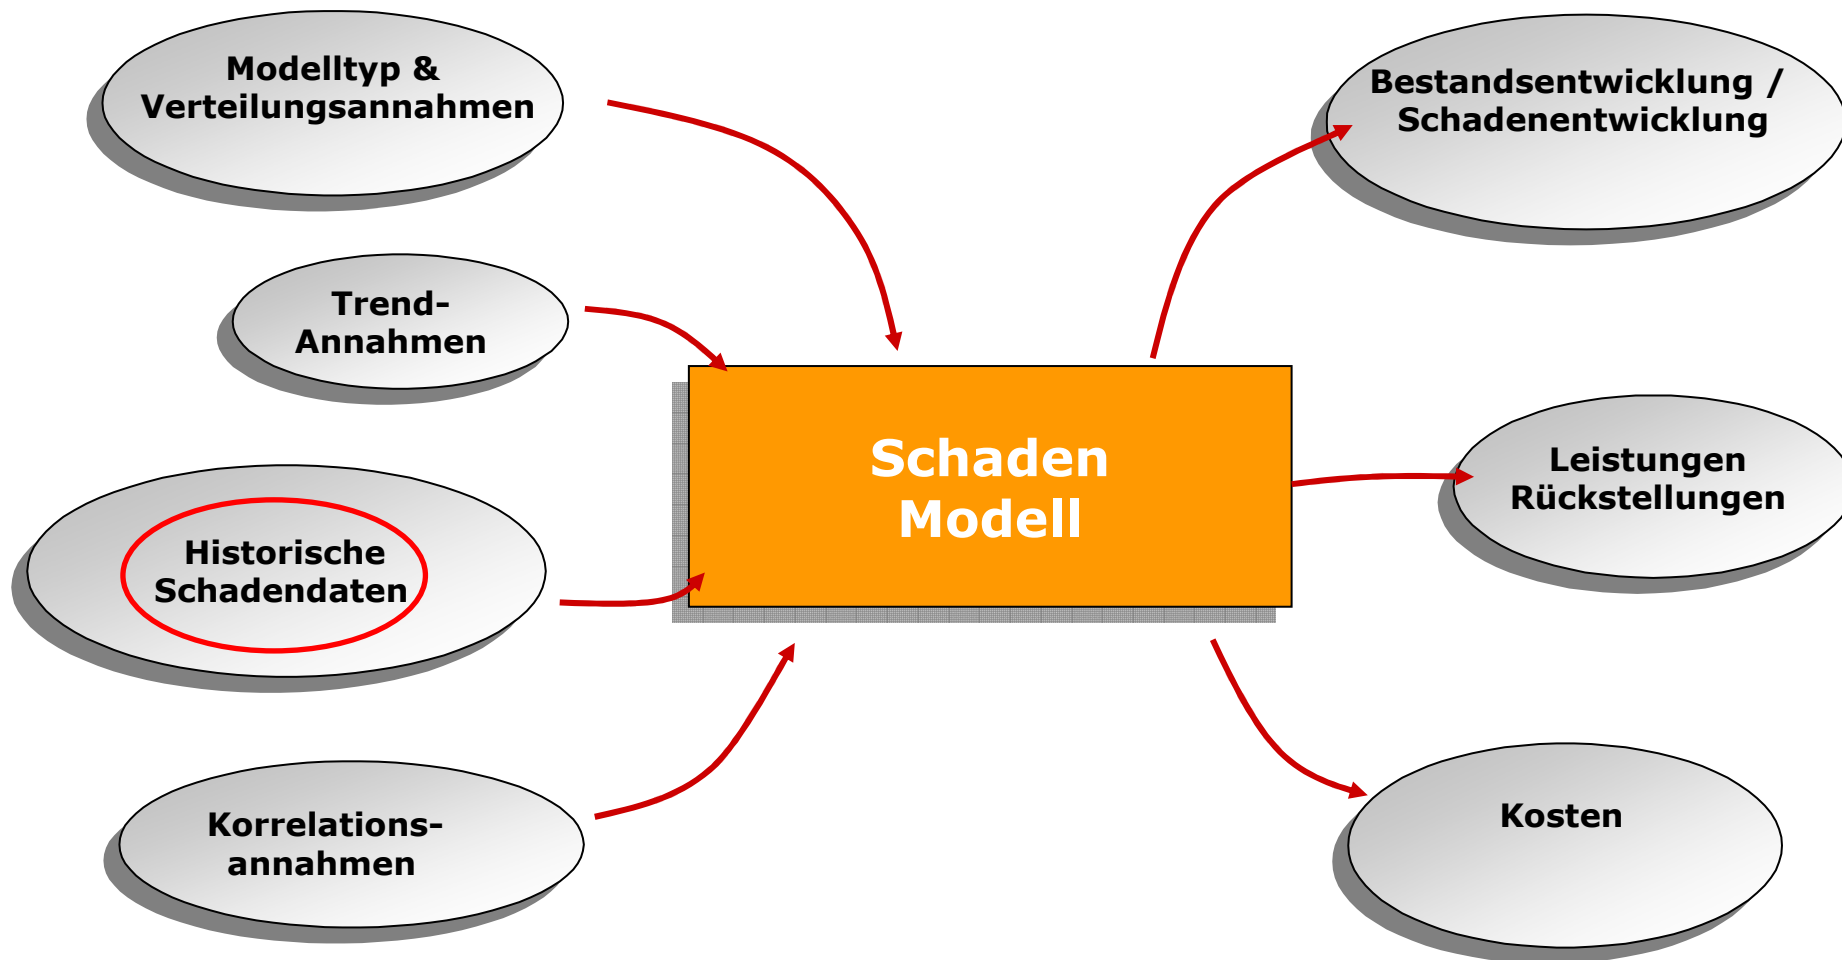 Modelltyp &
Verteilungsannahmen
Trend-
Annahmen
Historische
Schadendaten
Korrelations-
annahmen
Schaden
Modell
Bestandsentwicklung /
Schadenentwicklung
Leistungen
Rückstellungen
Kosten